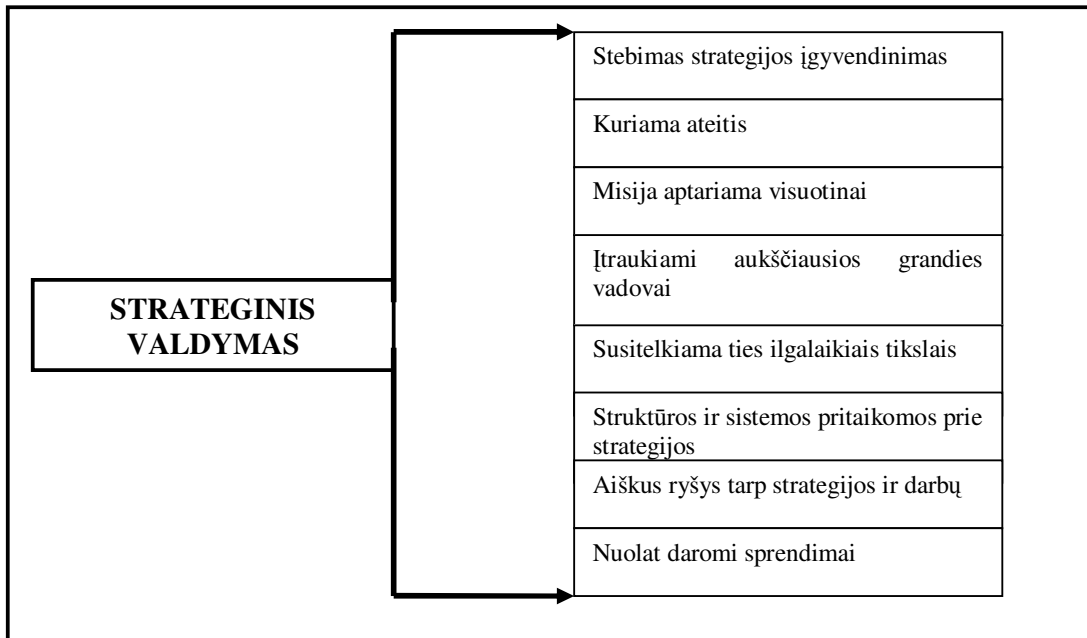 Stebimas strategijos įgyvendinimas
Kuriama ateitis
Misija aptariama visuotinai
Įtraukiami aukščiausios grandies
vadovai
STRATEGINIS
VALDYMAS
Susitelkiama ties ilgalaikiais tikslais
Struktūros ir sistemos pritaikomos prie
strategijos
Aiškus ryšys tarp strategijos ir darbų
Nuolat daromi sprendimai